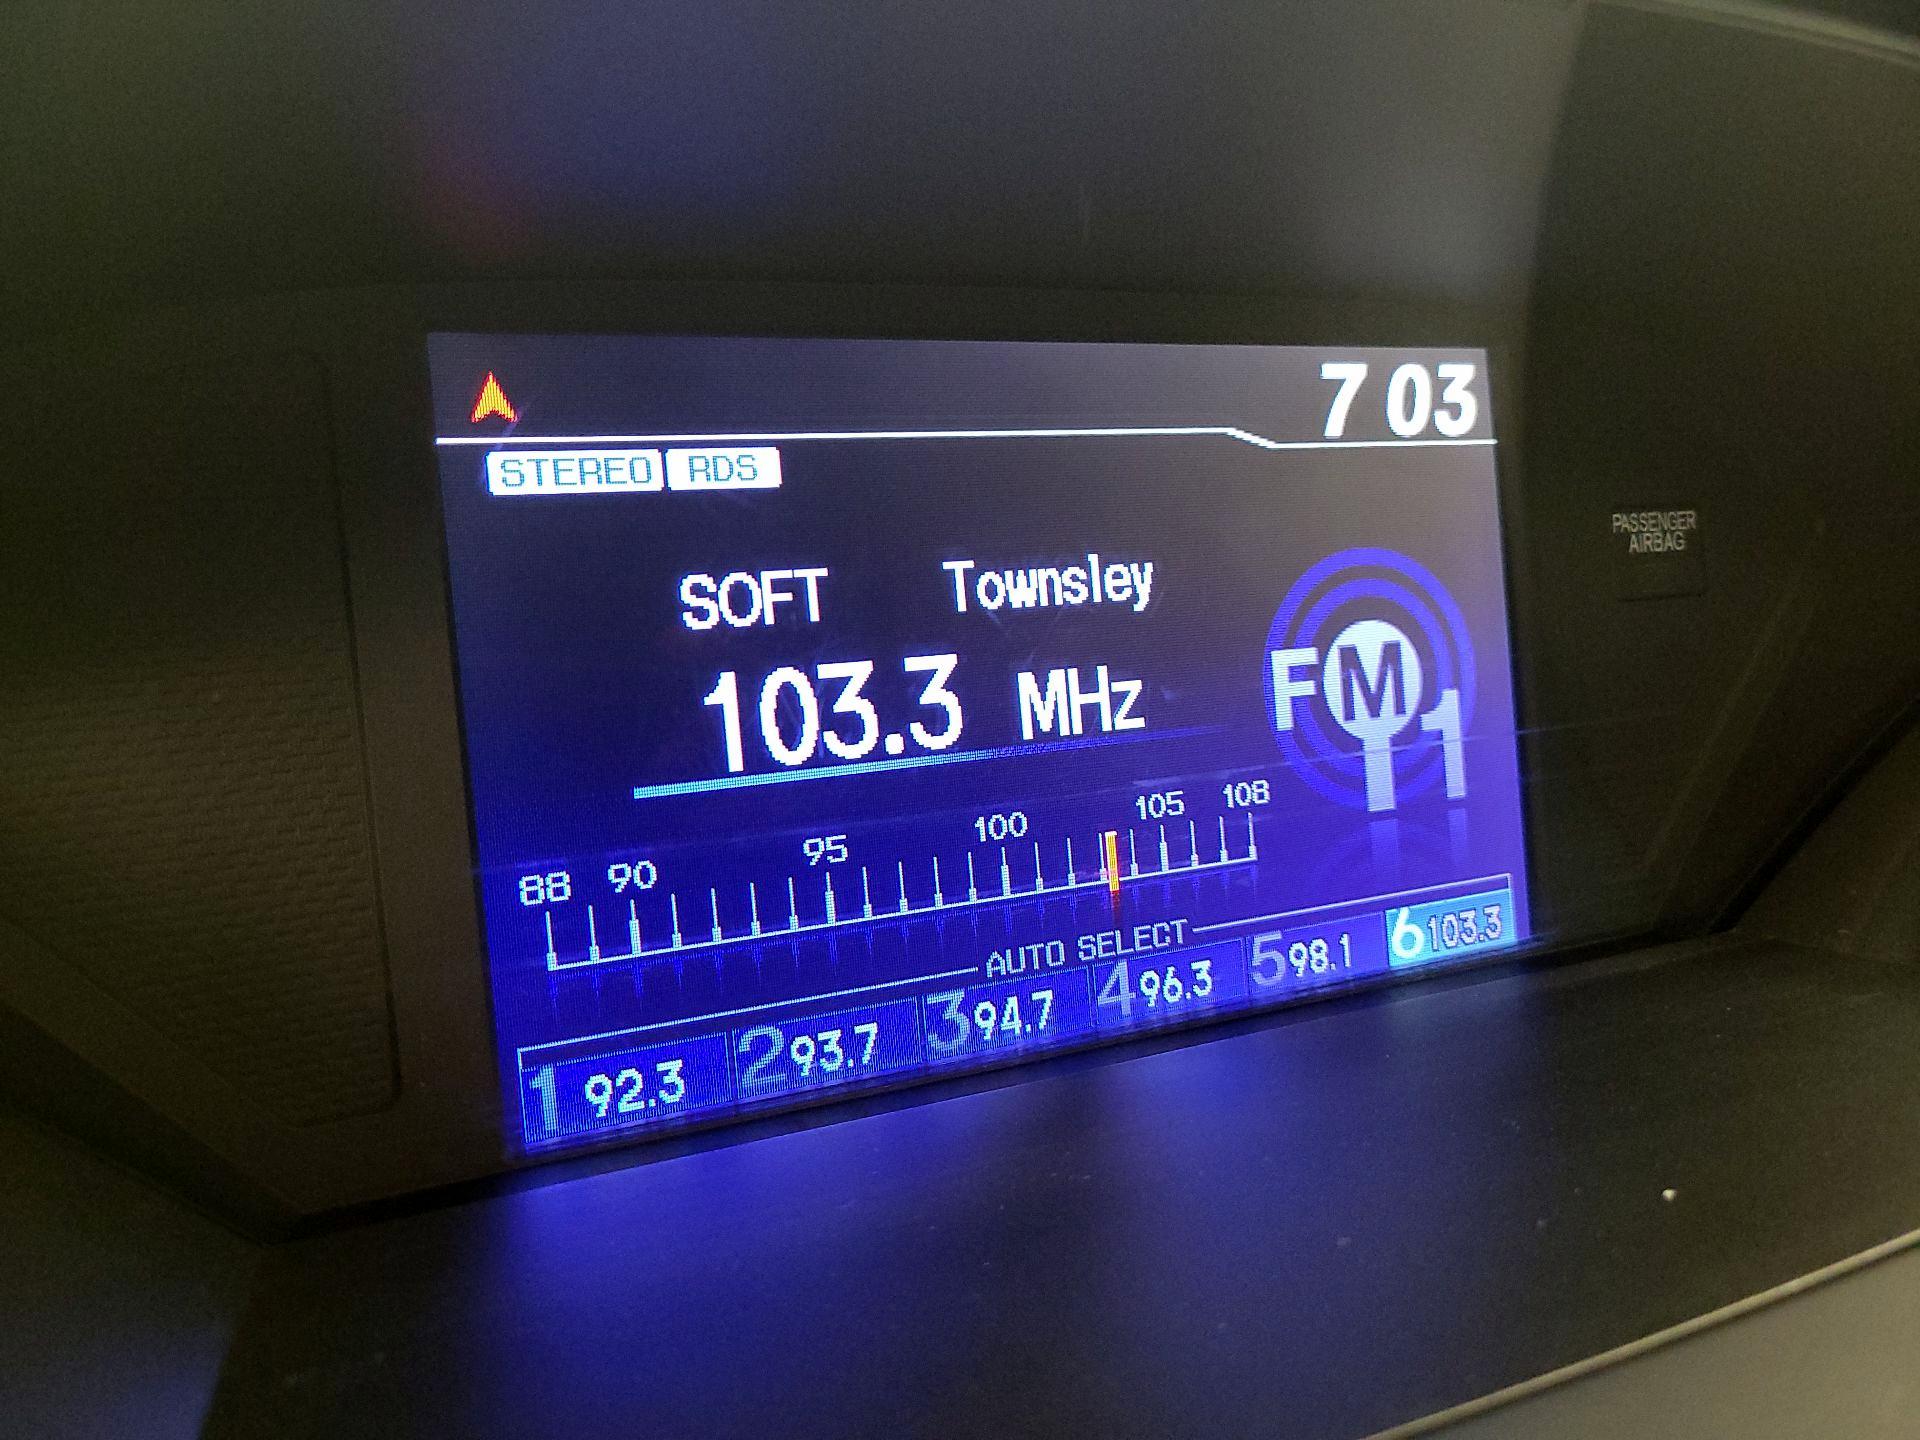 7 03
STEREO RDS
SOFT Townsley
103.3 MHz
FM 1
88 90 95 100 105 108
AUTO SELECT
1 92.3 2 93.7 3 94.7 4 96.3 5 98.1 6 103.3
PASSENGER
AIRBAG